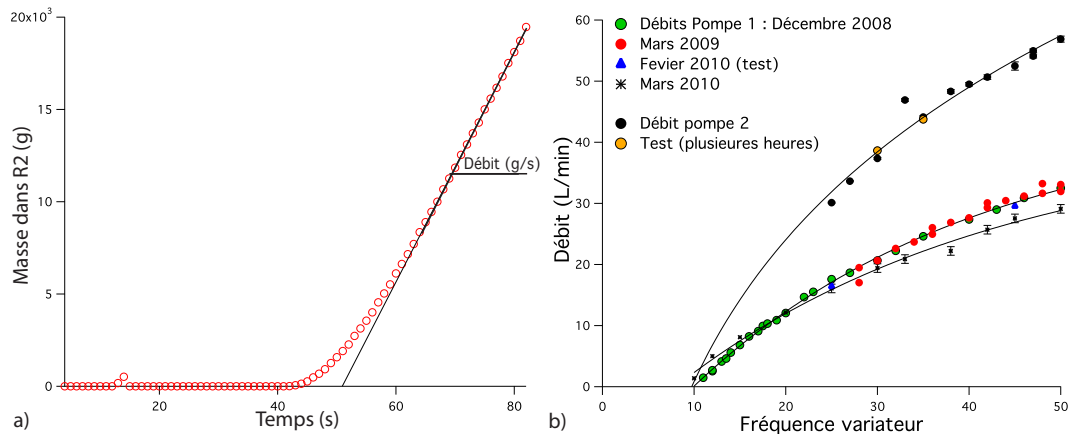 20x10³
15
10
5
0
20
40
60
80
Masse dans R2 (g)
Temps (s)
Débit (g/s)
a)
60
50
40
30
20
10
0
0
10
20
30
40
50
Débit (L/min)
Fréquence variateur
Débits Pompe 1 : Décembre 2008
Mars 2009
Fevier 2010 (test)
Mars 2010
Débit pompe 2
Test (plusieures heures)
b)